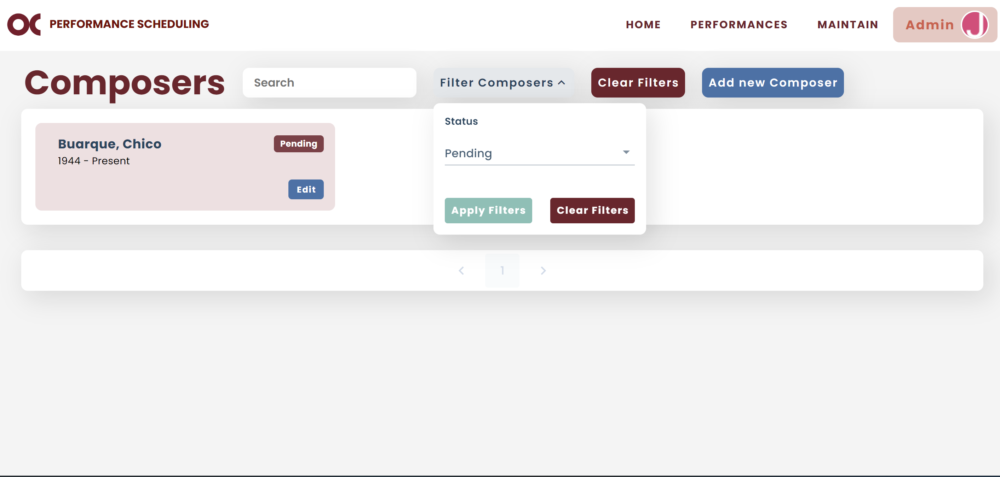 OC PERFORMANCE SCHEDULING
HOME PERFORMANCES MAINTAIN Admin J
Composers Search Filter Composers Clear Filters Add new Composer
Buarque, Chico Pending
1944 - Present
Edit
Status
Pending
Apply Filters Clear Filters
1